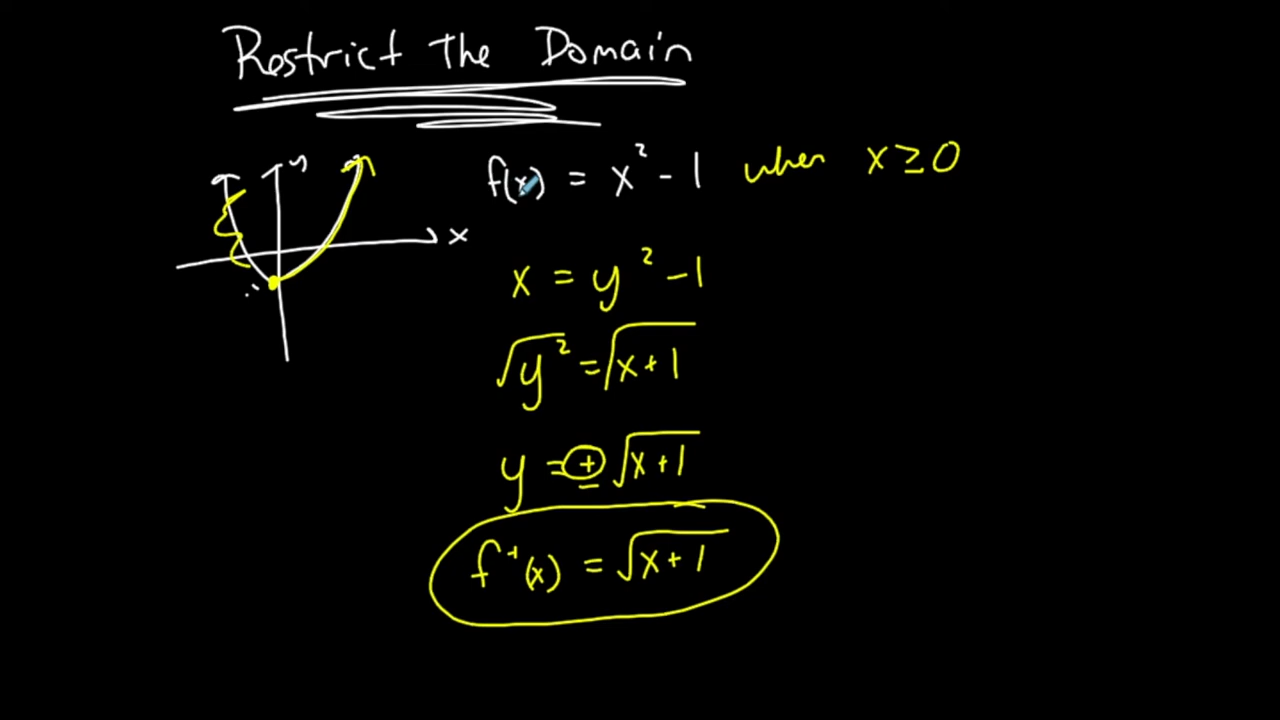 Restrict The Domain
y
x
f(x) = x² - 1 when x ≥ 0
x = y² - 1
√y² = √x + 1
y = ± √x + 1
f⁻¹(x) = √x + 1